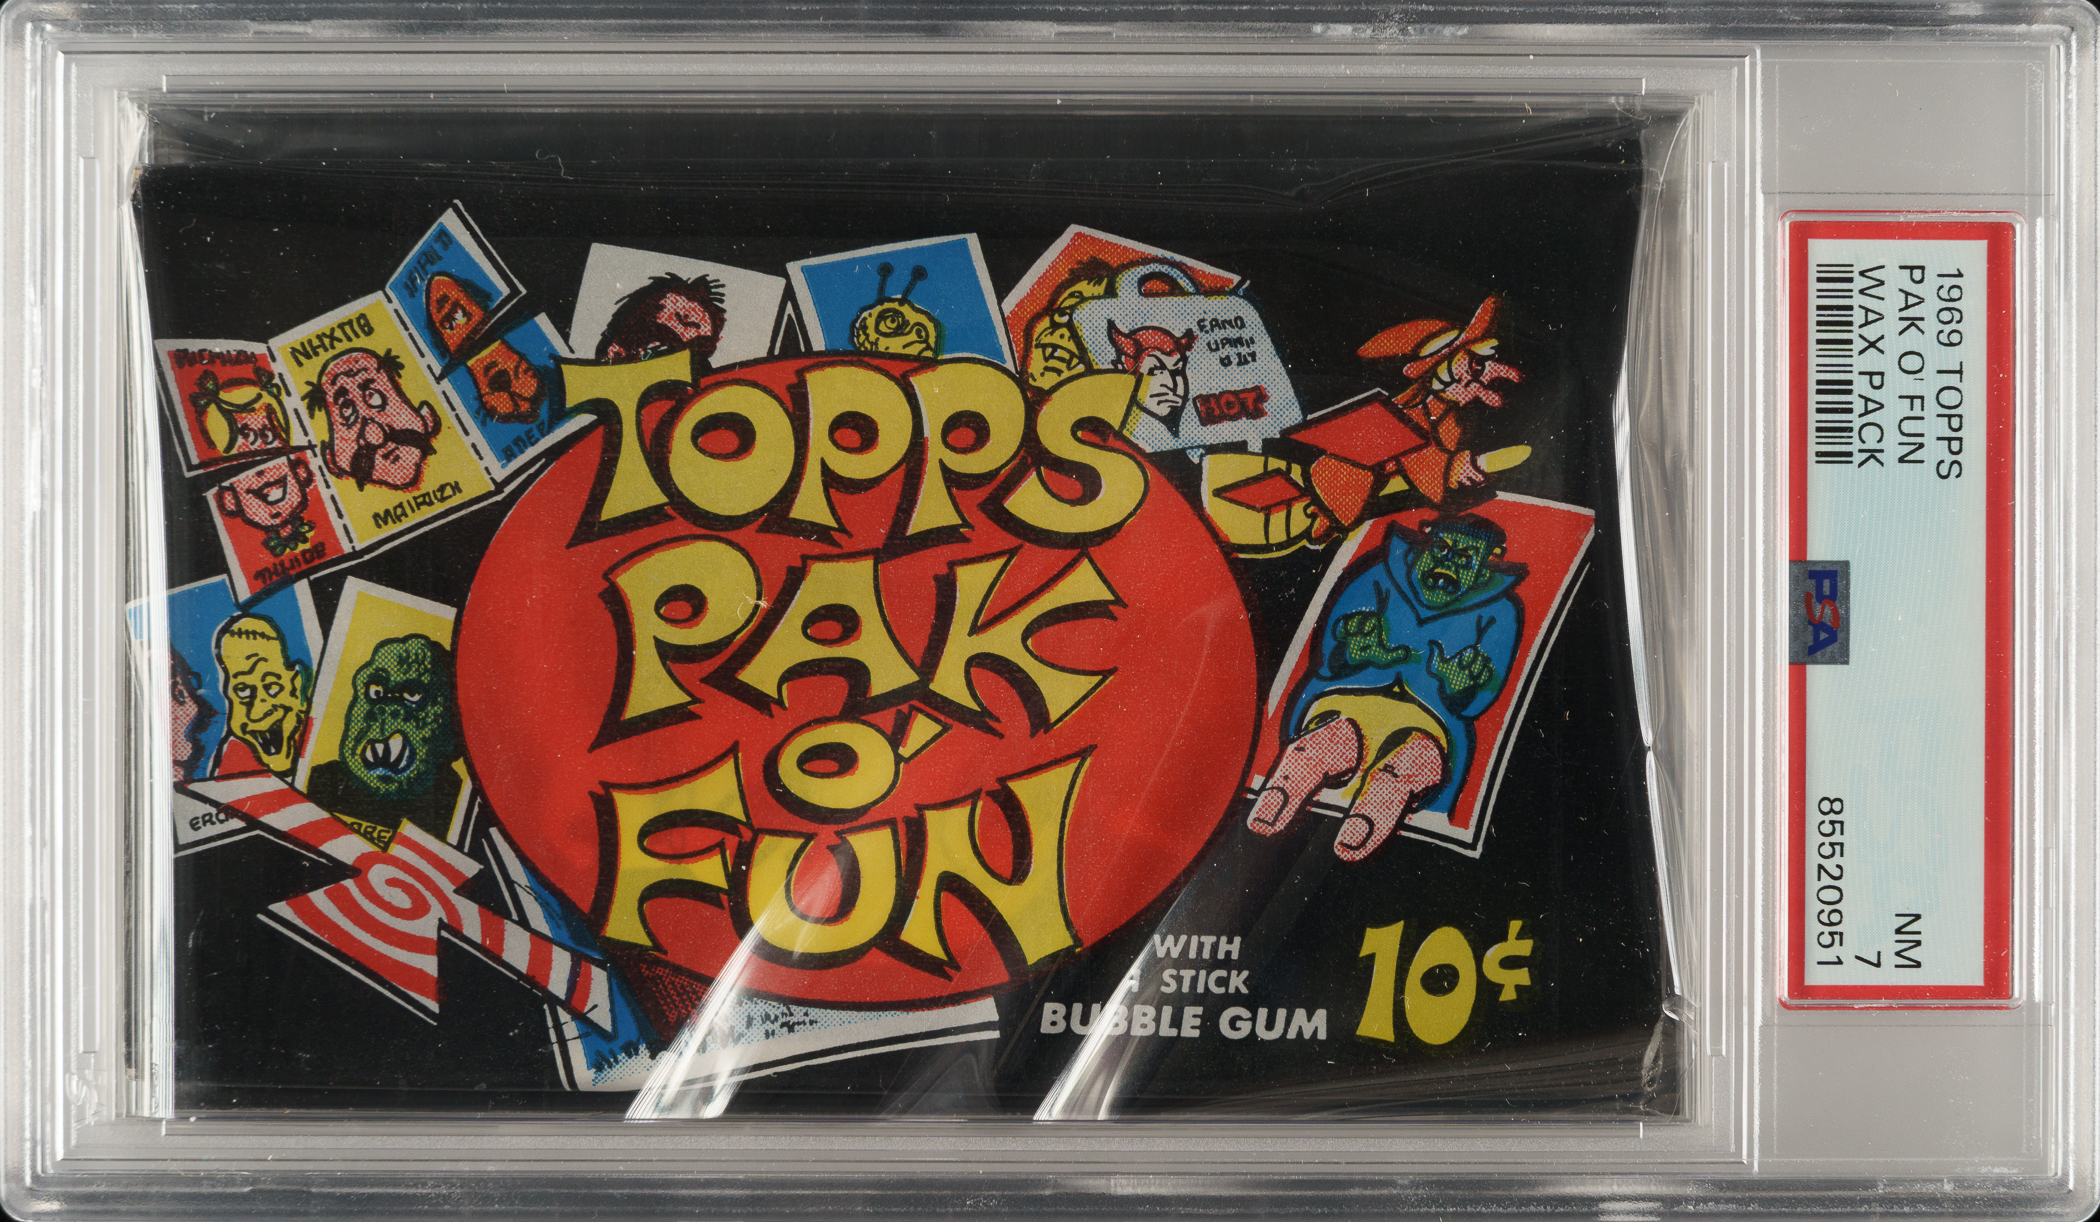 TOPPS
PAK
O'
FUN
WITH
A STICK
BUBBLE GUM
10¢
HOT
1969 TOPPS
PAK O' FUN
WAX PACK
NM
7
85520951
PSA